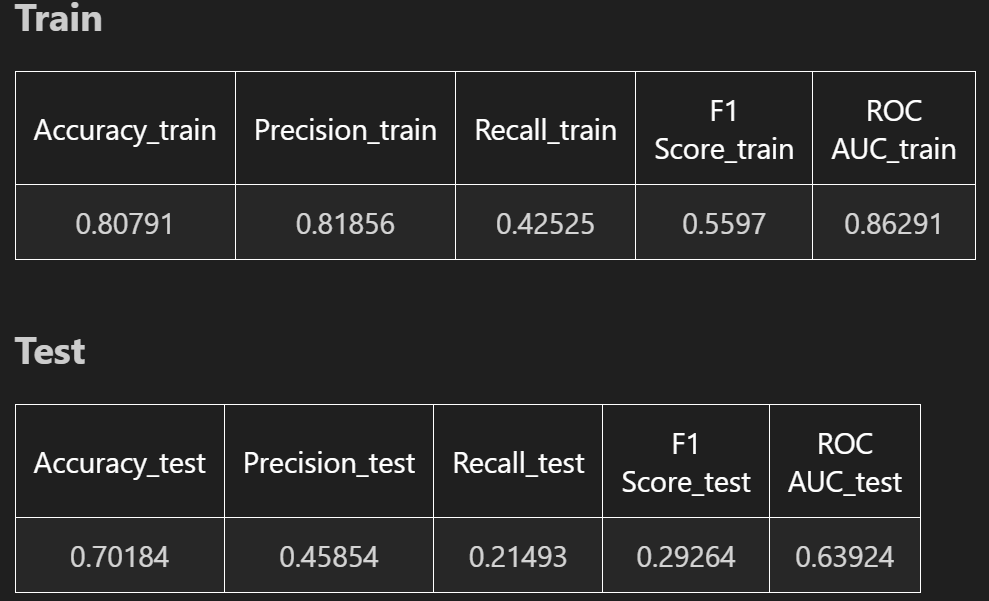 Train
Accuracy_train Precision_train Recall_train F1 Score_train ROC AUC_train
0.80791 0.81856 0.42525 0.5597 0.86291
Test
Accuracy_test Precision_test Recall_test F1 Score_test ROC AUC_test
0.70184 0.45854 0.21493 0.29264 0.63924